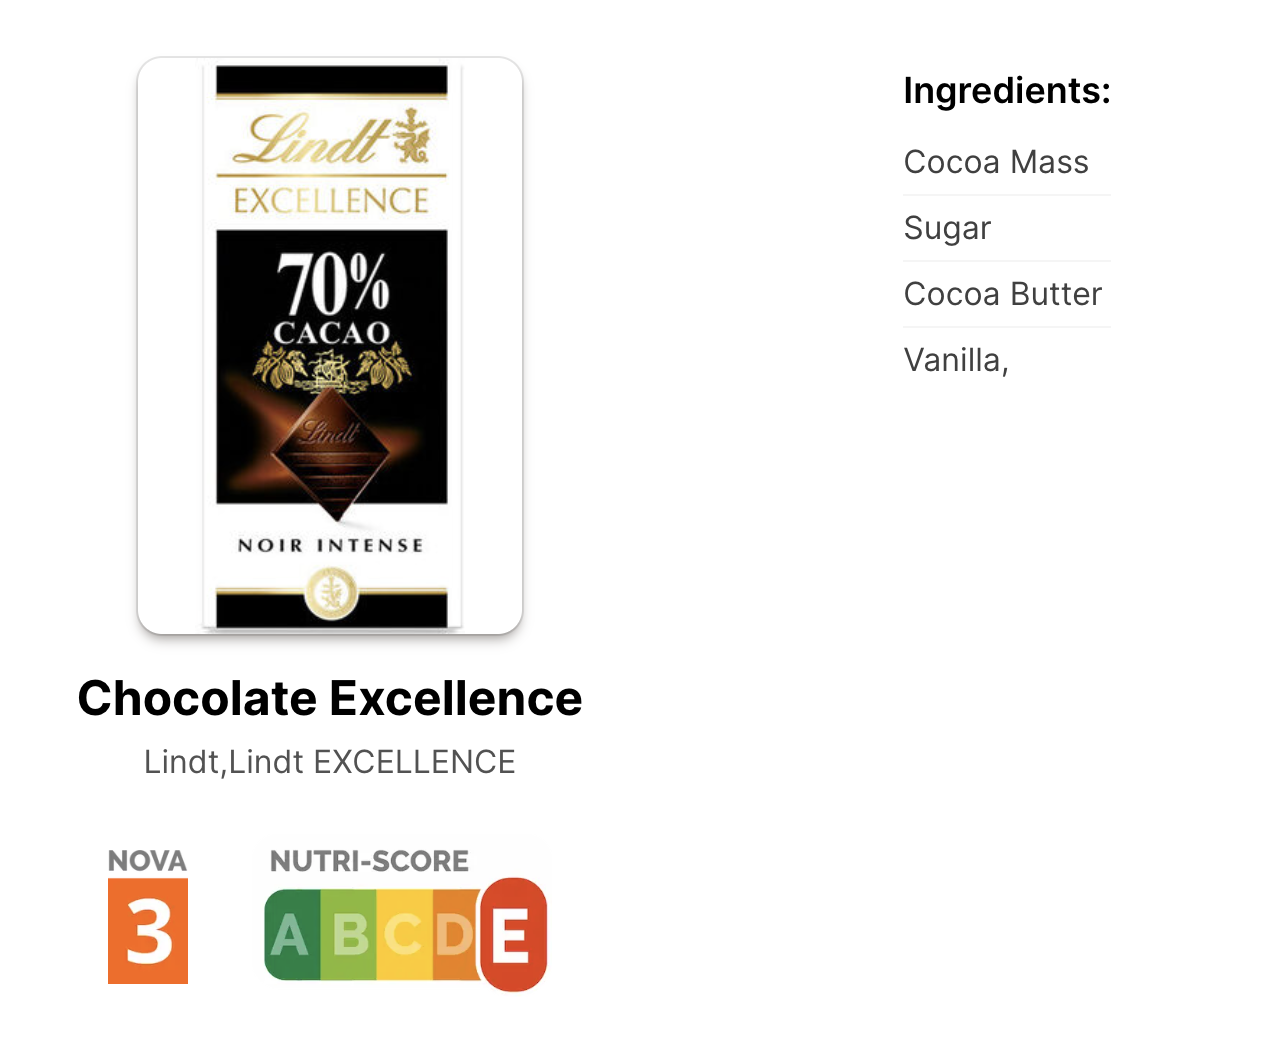 Lindt
EXCELLENCE
70%
CACAO
Lindt
NOIR INTENSE
Chocolate Excellence
Lindt,Lindt EXCELLENCE
NOVA
3
NUTRI-SCORE
A B C D E
Ingredients:
Cocoa Mass
Sugar
Cocoa Butter
Vanilla,